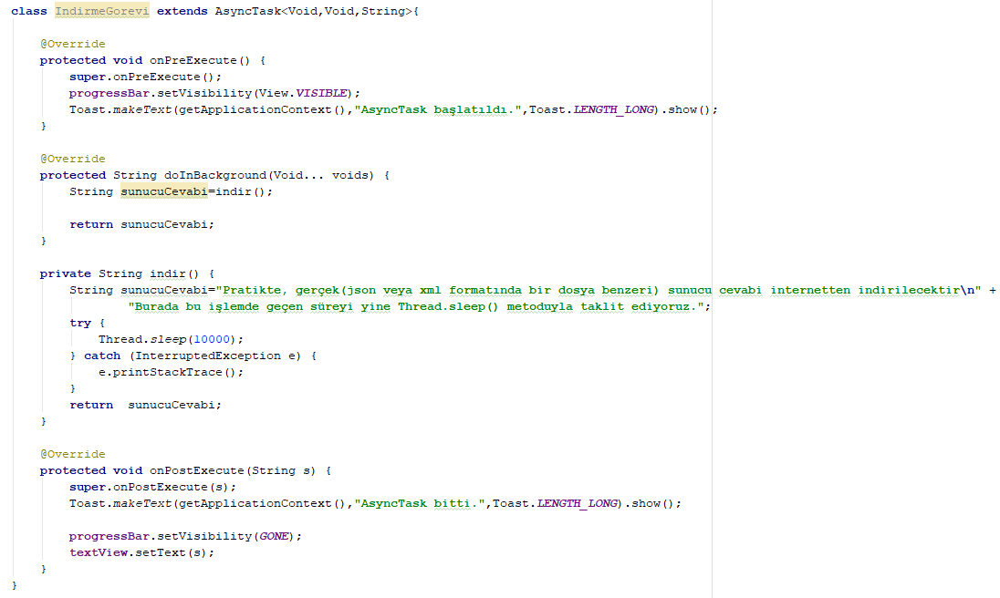 class IndirmeGorevi extends AsyncTask<Void,Void,String>{
@Override
protected void onPreExecute() {
super.onPreExecute();
progressBar.setVisibility(View.VISIBLE);
Toast.makeText(getApplicationContext(),"AsyncTask başlatıldı.",Toast.LENGTH_LONG).show();
}
@Override
protected String doInBackground(Void... voids) {
String sunucuCevabi=indir();
return sunucuCevabi;
}
private String indir() {
String sunucuCevabi="Pratikte, gerçek(json veya xml formatında bir dosya benzeri) sunucu cevabi internetten indirilecektir\n" +
"Burada bu işlemde geçen süreyi yine Thread.sleep() metoduyla taklit ediyoruz.";
try {
Thread.sleep(10000);
} catch (InterruptedException e) {
e.printStackTrace();
}
return  sunucuCevabi;
}
@Override
protected void onPostExecute(String s) {
super.onPostExecute(s);
Toast.makeText(getApplicationContext(),"AsyncTask bitti.",Toast.LENGTH_LONG).show();
progressBar.setVisibility(GONE);
textView.setText(s);
}
}